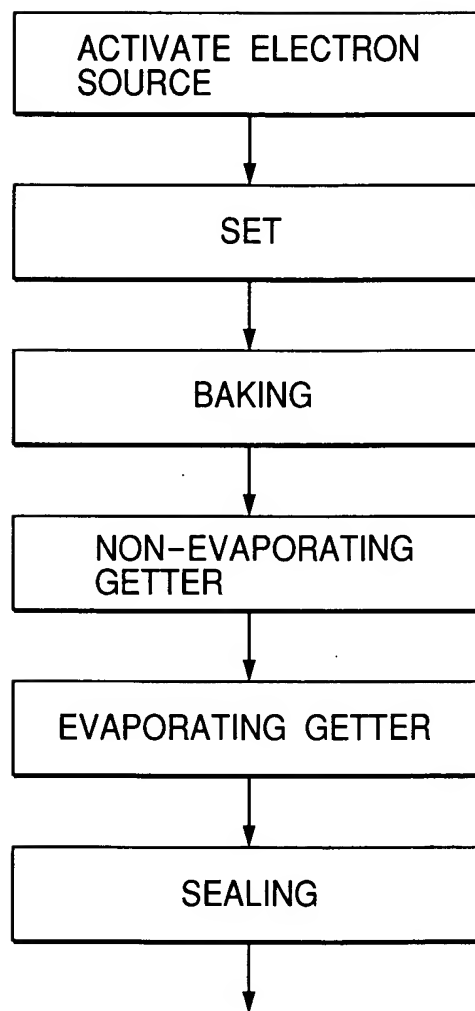 ACTIVATE ELECTRON
SOURCE
SET
BAKING
NON-EVAPORATING
GETTER
EVAPORATING GETTER
SEALING